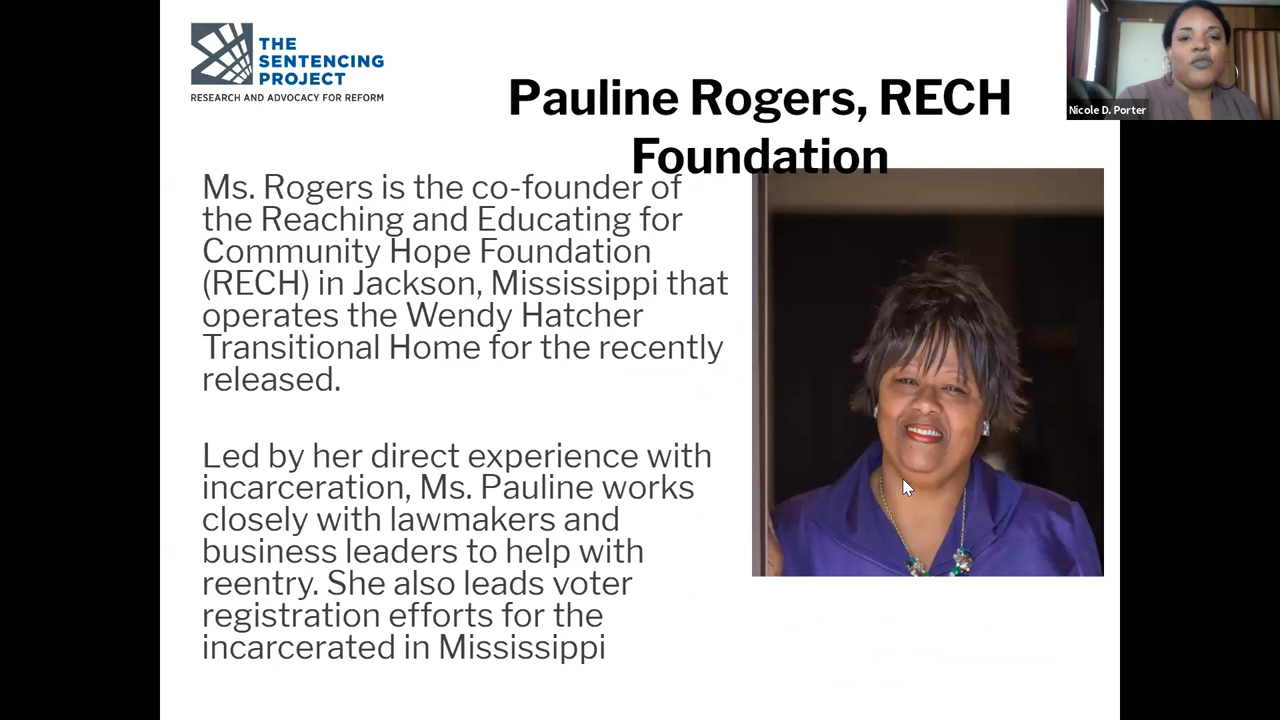 THE
SENTENCING
PROJECT
RESEARCH AND ADVOCACY FOR REFORM
Pauline Rogers, RECH
Foundation
Nicole D. Porter
Ms. Rogers is the co-founder of
the Reaching and Educating for
Community Hope Foundation
(RECH) in Jackson, Mississippi that
operates the Wendy Hatcher
Transitional Home for the recently
released.
Led by her direct experience with
incarceration, Ms. Pauline works
closely with lawmakers and
business leaders to help with
reentry. She also leads voter
registration efforts for the
incarcerated in Mississippi